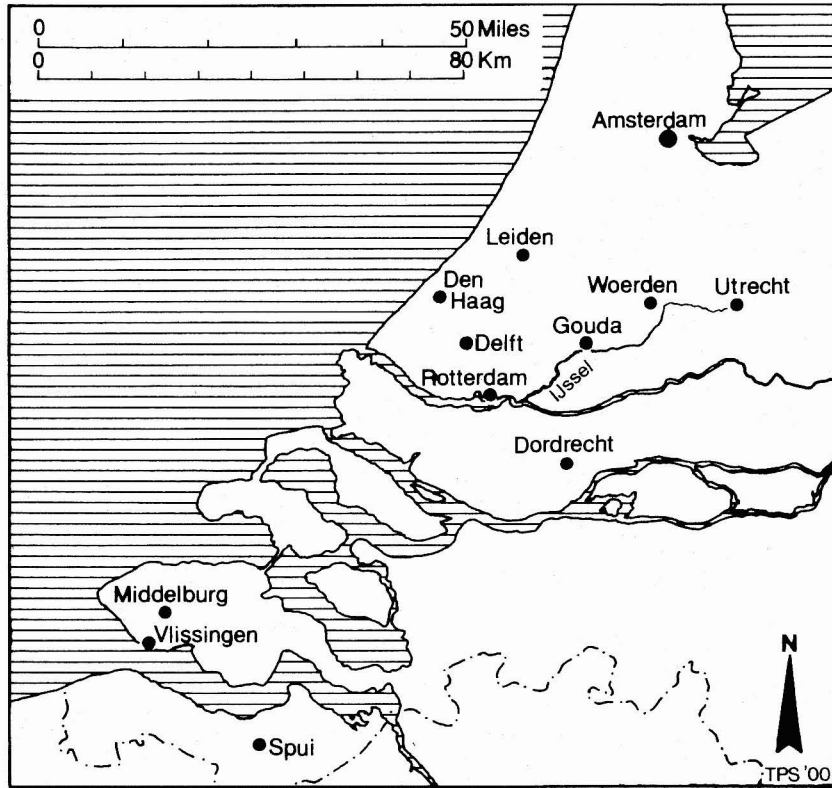 0 50 Miles
0 80 Km
Amsterdam
Leiden
Den
Haag
Woerden
Utrecht
Gouda
Delft
Rotterdam
IJssel
Dordrecht
Middelburg
Vlissingen
N
Spui
TPS '00